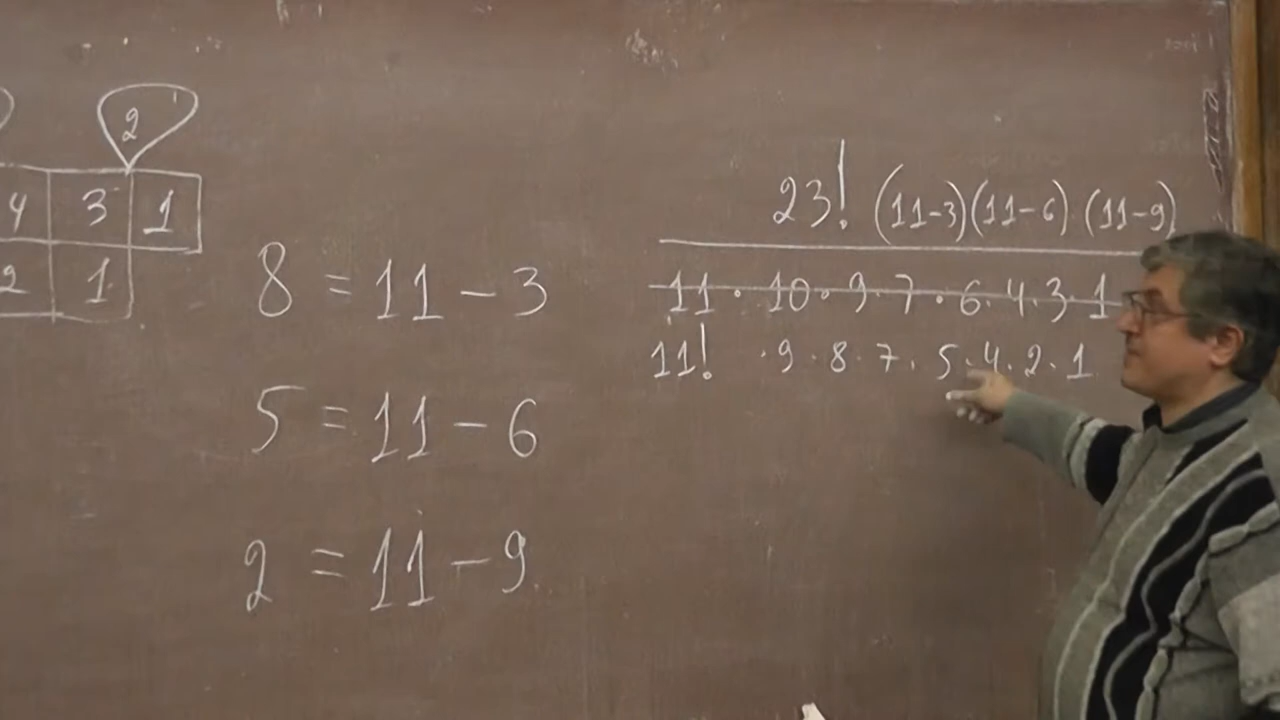 2
4 3 1
2 1
8 = 11 - 3
5 = 11 - 6
2 = 11 - 9
23! (11-3)(11-6)(11-9)
11 · 10 · 9 · 7 · 6 · 4 · 3 · 1
11! · 9 · 8 · 7 · 5 · 4 · 2 · 1